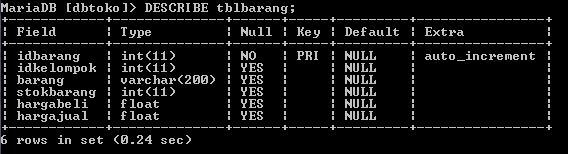 MariaDB [dbtoko]> DESCRIBE tblbarang;
+------------+--------------+------+-----+---------+----------------+
| Field      | Type         | Null | Key | Default | Extra          |
+------------+--------------+------+-----+---------+----------------+
| idbarang   | int(11)      | NO   | PRI | NULL    | auto_increment |
| idkelompok | int(11)      | YES  |     | NULL    |                |
| barang     | varchar(200) | YES  |     | NULL    |                |
| stokbarang | int(11)      | YES  |     | NULL    |                |
| hargabeli  | float        | YES  |     | NULL    |                |
| hargajual  | float        | YES  |     | NULL    |                |
+------------+--------------+------+-----+---------+----------------+
6 rows in set (0.24 sec)